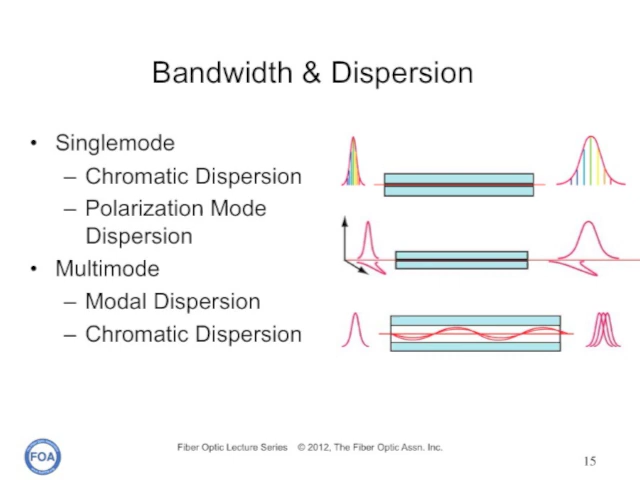 Bandwidth & Dispersion
• Singlemode
– Chromatic Dispersion
– Polarization Mode
Dispersion
• Multimode
– Modal Dispersion
– Chromatic Dispersion
FOA
Fiber Optic Lecture Series © 2012, The Fiber Optic Assn. Inc.
15